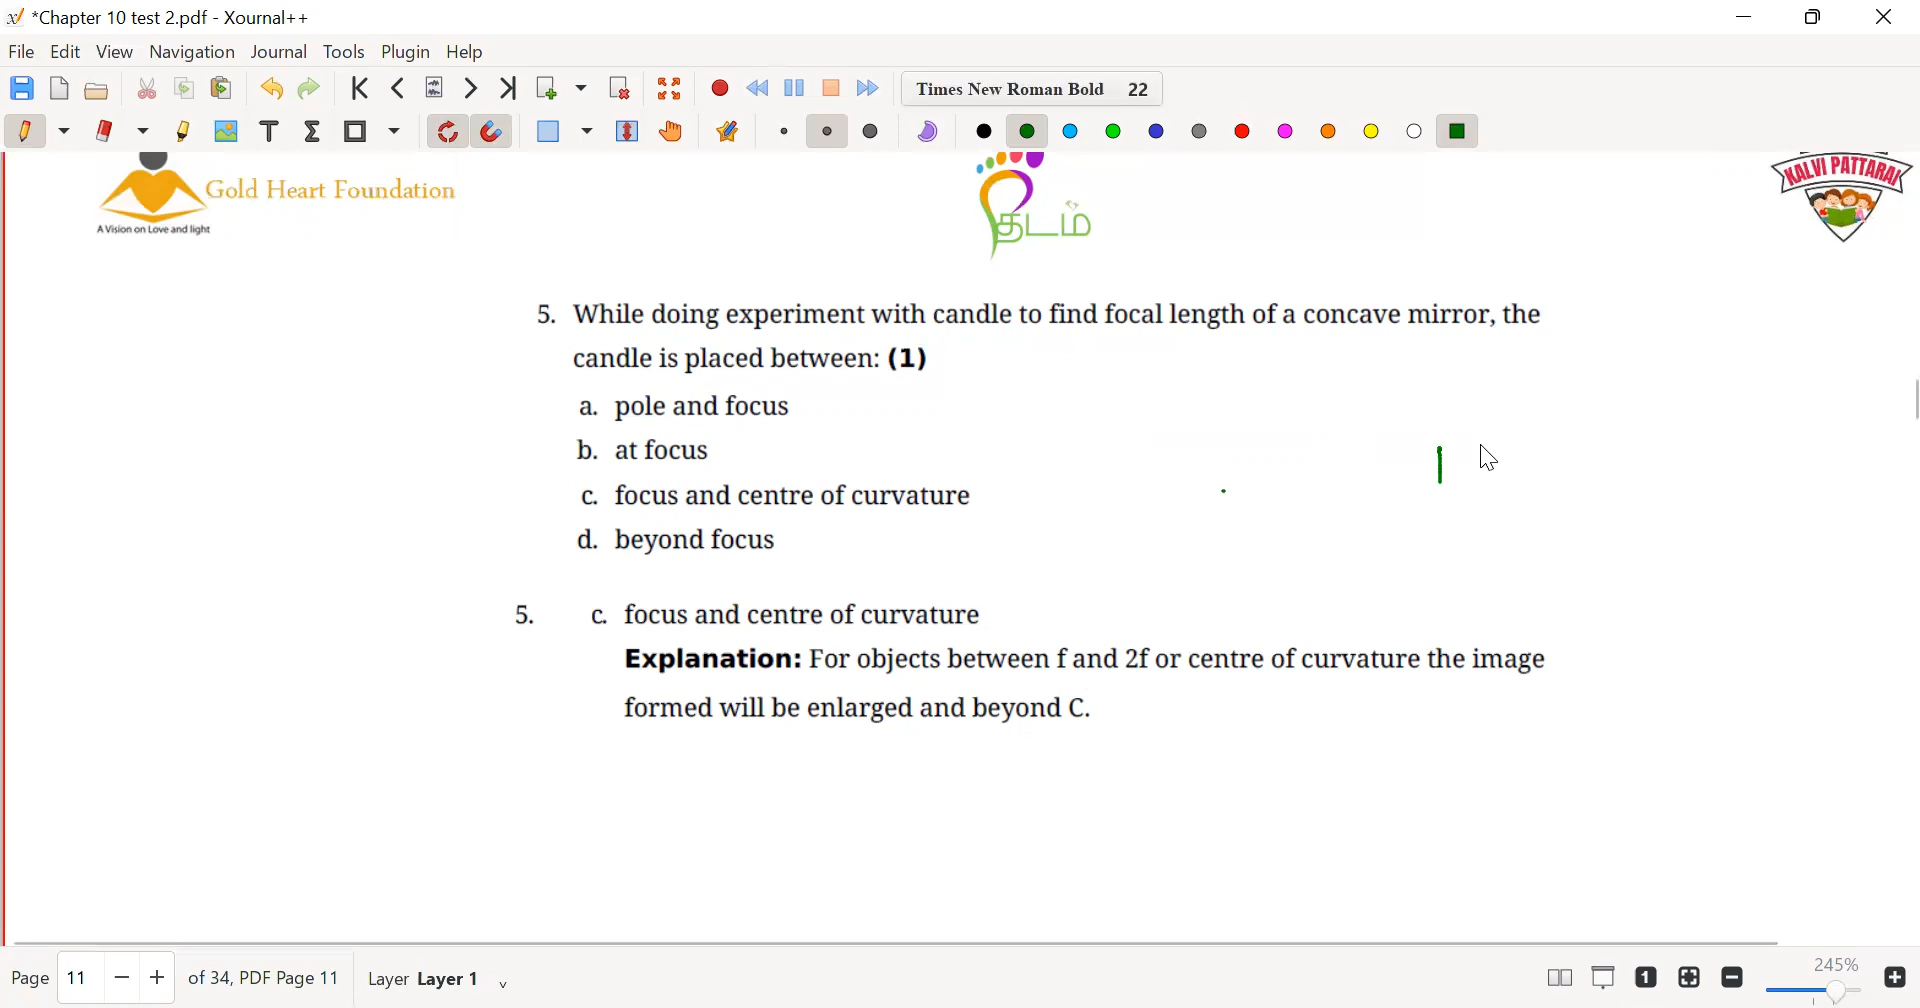 *Chapter 10 test 2.pdf - Xournal++
File Edit View Navigation Journal Tools Plugin Help
Times New Roman Bold 22
Gold Heart Foundation
A Vision on Love and light
தடம்
KALVI PATTARAI
5. While doing experiment with candle to find focal length of a concave mirror, the
candle is placed between: (1)
a. pole and focus
b. at focus
c. focus and centre of curvature
d. beyond focus
5. c. focus and centre of curvature
Explanation: For objects between f and 2f or centre of curvature the image
formed will be enlarged and beyond C.
Page 11 of 34, PDF Page 11 Layer Layer 1 1 245%